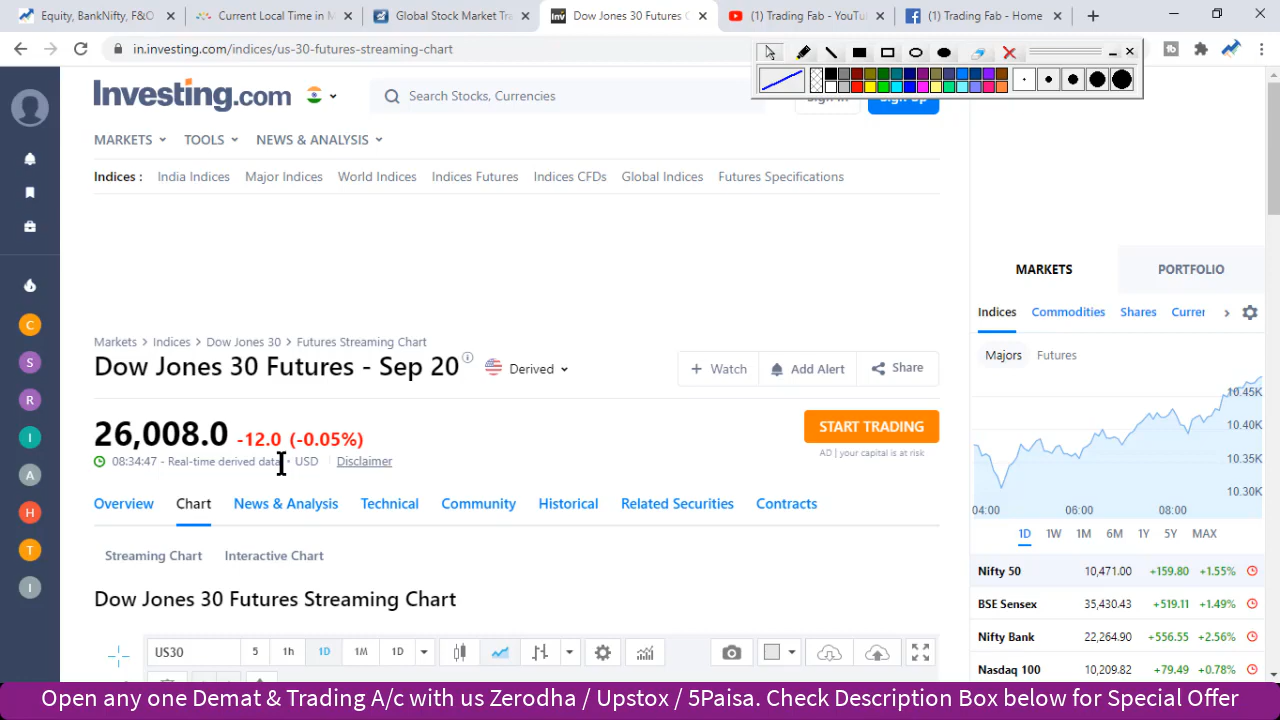 Equity, BankNifty, F&O
Current Local Time in M
Global Stock Market Tra
Dow Jones 30 Futures C
(1) Trading Fab - YouTu
(1) Trading Fab - Home
in.investing.com/indices/us-30-futures-streaming-chart
Investing.com
Search Stocks, Currencies
Sign In
Sign Up
MARKETS
TOOLS
NEWS & ANALYSIS
Indices :
India Indices
Major Indices
World Indices
Indices Futures
Indices CFDs
Global Indices
Futures Specifications
MARKETS
PORTFOLIO
Indices
Commodities
Shares
Currer
Majors
Futures
Markets > Indices > Dow Jones 30 > Futures Streaming Chart
Dow Jones 30 Futures - Sep 20
Derived
+ Watch
Add Alert
Share
26,008.0 -12.0 (-0.05%)
08:34:47 - Real-time derived data - USD
Disclaimer
START TRADING
AD | your capital is at risk
Overview
Chart
News & Analysis
Technical
Community
Historical
Related Securities
Contracts
Streaming Chart
Interactive Chart
Dow Jones 30 Futures Streaming Chart
US30
5
1h
1D
1M
1D
10.45K
10.40K
10.35K
10.30K
04:00
06:00
08:00
1D
1W
1M
6M
1Y
5Y
MAX
Nifty 50 10,471.00 +159.80 +1.55%
BSE Sensex 35,430.43 +519.11 +1.49%
Nifty Bank 22,264.90 +556.55 +2.56%
Nasdaq 100 10,209.82 +79.49 +0.78%
C
S
R
I
A
H
T
I
Open any one Demat & Trading A/c with us Zerodha / Upstox / 5Paisa. Check Description Box below for Special Offer